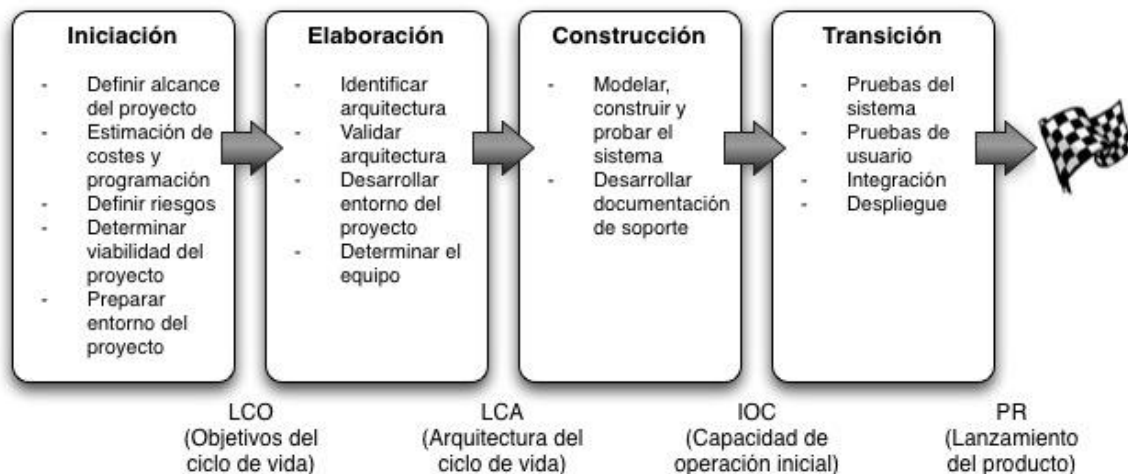 Iniciación
- Definir alcance
del proyecto
- Estimación de
costes y
programación
- Definir riesgos
- Determinar
viabilidad del
proyecto
- Preparar
entorno del
proyecto
Elaboración
- Identificar
arquitectura
- Validar
arquitectura
- Desarrollar
entorno del
proyecto
- Determinar el
equipo
Construcción
- Modelar,
construir y
probar el
sistema
- Desarrollar
documentación
de soporte
Transición
- Pruebas del
sistema
- Pruebas de
usuario
- Integración
- Despliegue
LCO
(Objetivos del
ciclo de vida)
LCA
(Arquitectura del
ciclo de vida)
IOC
(Capacidad de
operación inicial)
PR
(Lanzamiento
del producto)